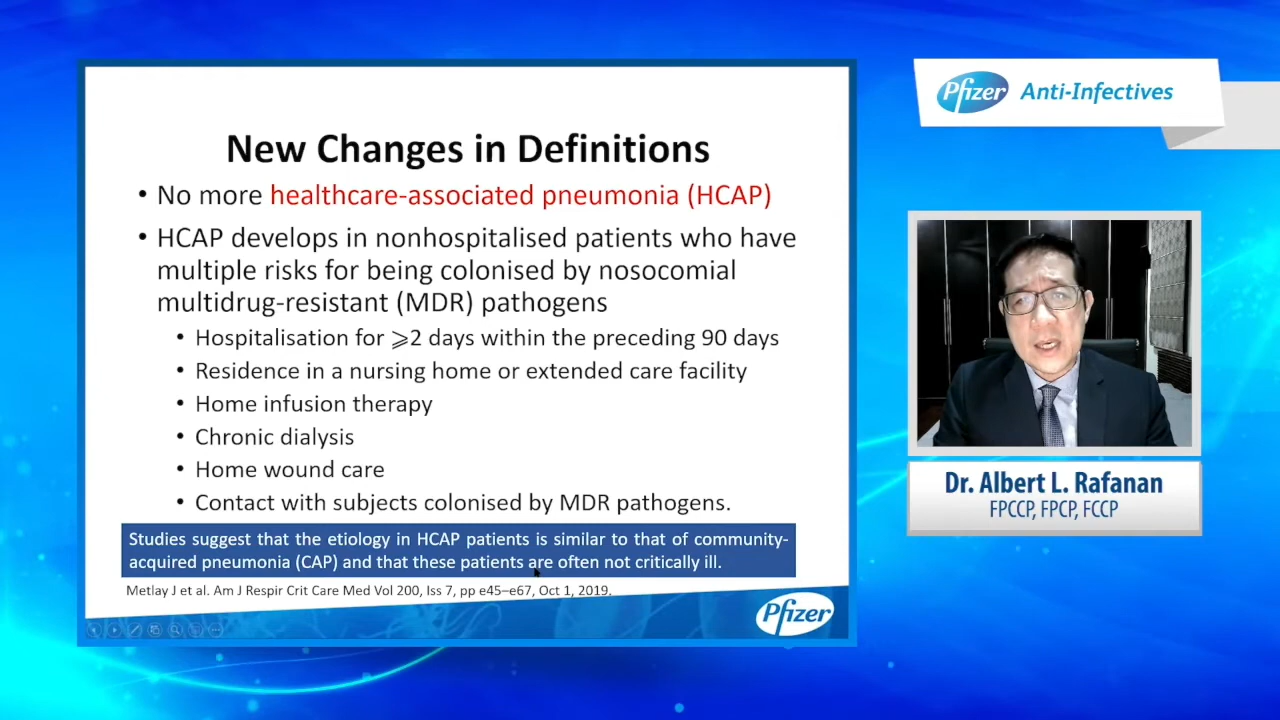 New Changes in Definitions
• No more healthcare-associated pneumonia (HCAP)
• HCAP develops in nonhospitalised patients who have
multiple risks for being colonised by nosocomial
multidrug-resistant (MDR) pathogens
• Hospitalisation for ⩾2 days within the preceding 90 days
• Residence in a nursing home or extended care facility
• Home infusion therapy
• Chronic dialysis
• Home wound care
• Contact with subjects colonised by MDR pathogens.
Studies suggest that the etiology in HCAP patients is similar to that of community-
acquired pneumonia (CAP) and that these patients are often not critically ill.
Metlay J et al. Am J Respir Crit Care Med Vol 200, Iss 7, pp e45–e67, Oct 1, 2019.
Pfizer
Pfizer Anti-Infectives
Dr. Albert L. Rafanan
FPCCP, FPCP, FCCP